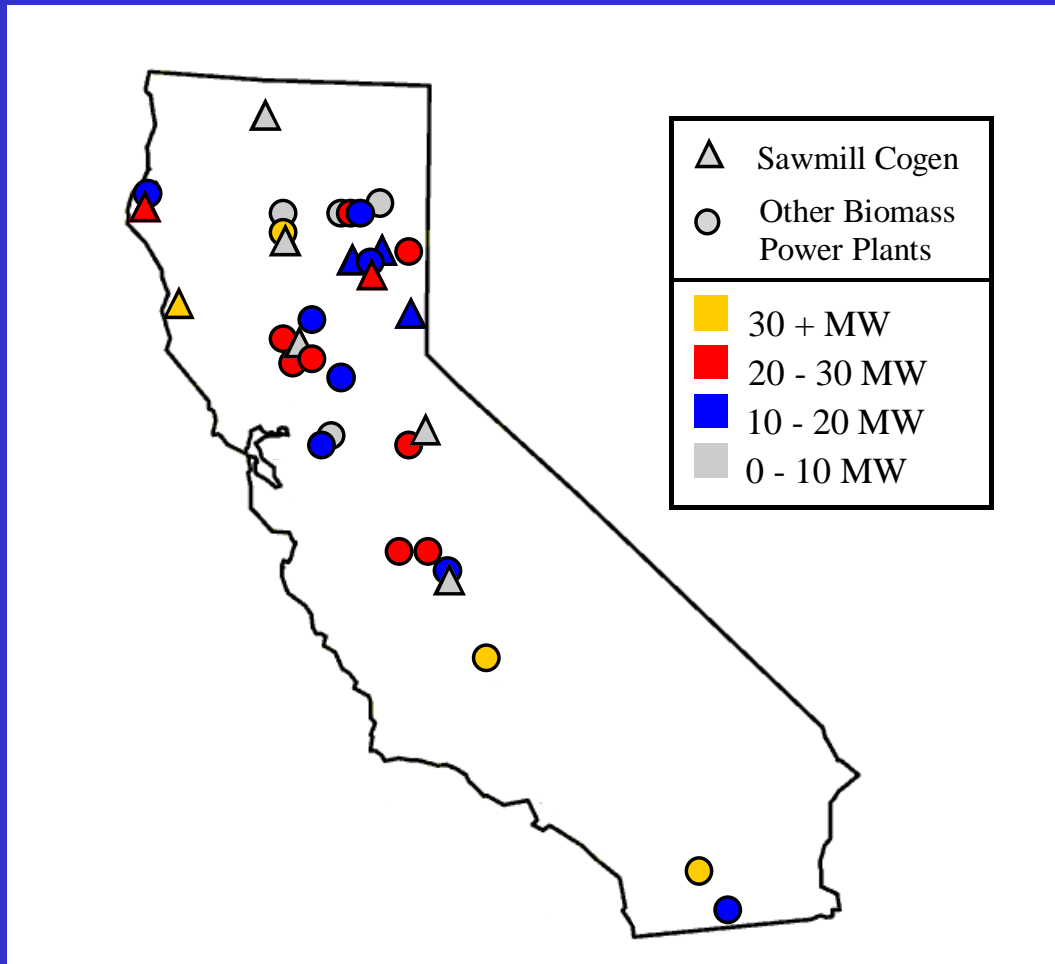 Sawmill Cogen
Other Biomass
Power Plants
30 + MW
20 - 30 MW
10 - 20 MW
0 - 10 MW